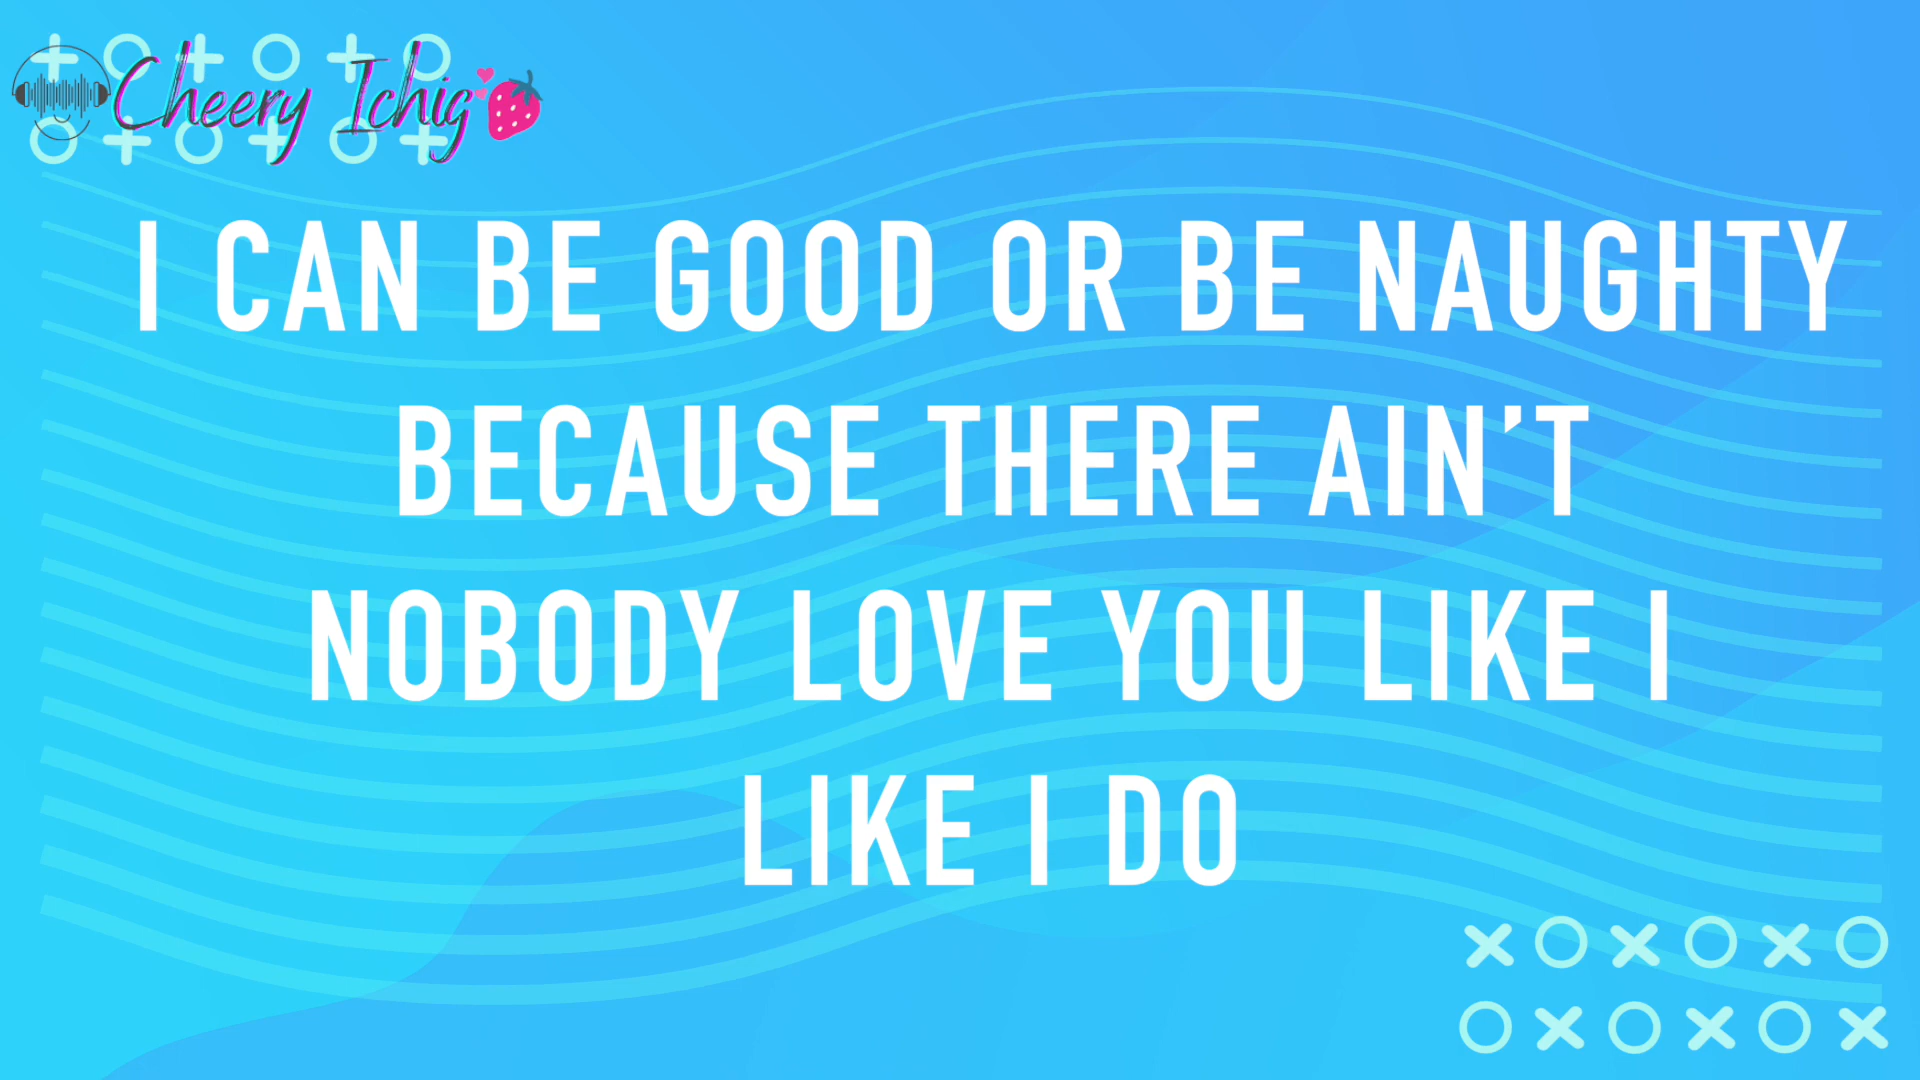 Cheery Ichig
I CAN BE GOOD OR BE NAUGHTY
BECAUSE THERE AIN'T
NOBODY LOVE YOU LIKE I
LIKE I DO